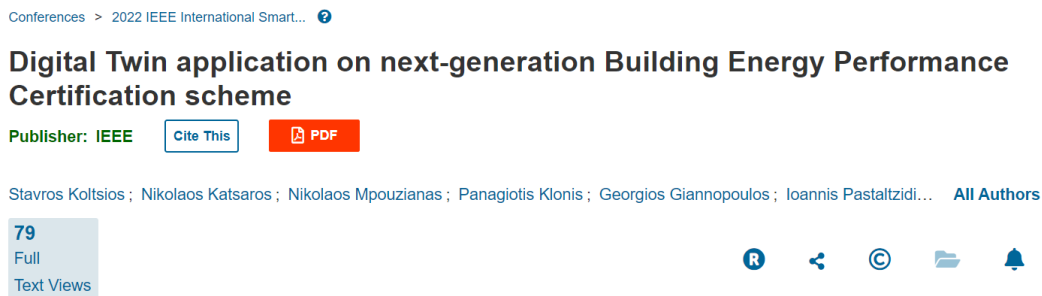 Conferences > 2022 IEEE International Smart... ?
Digital Twin application on next-generation Building Energy Performance
Certification scheme
Publisher: IEEE Cite This PDF
Stavros Koltsios ; Nikolaos Katsaros ; Nikolaos Mpouzianas ; Panagiotis Klonis ; Georgios Giannopoulos ; Ioannis Pastaltzidi... All Authors
79
Full
Text Views
R ©